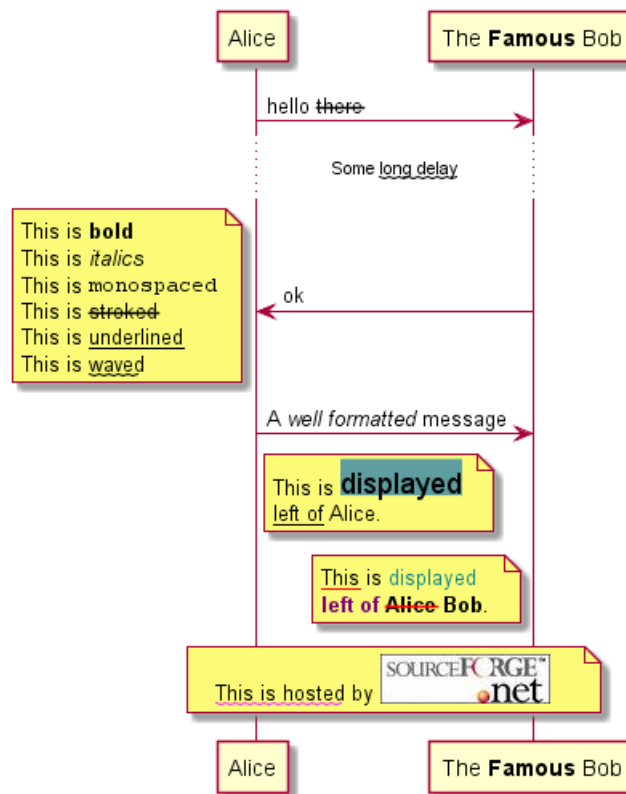 Alice
The Famous Bob
hello there
Some long delay
This is bold
This is italics
This is monospaced
This is stroked
This is underlined
This is waved
ok
A well formatted message
This is displayed
left of Alice.
This is displayed
left of Alice Bob.
This is hosted by SOURCEFORGE™
.net
Alice
The Famous Bob